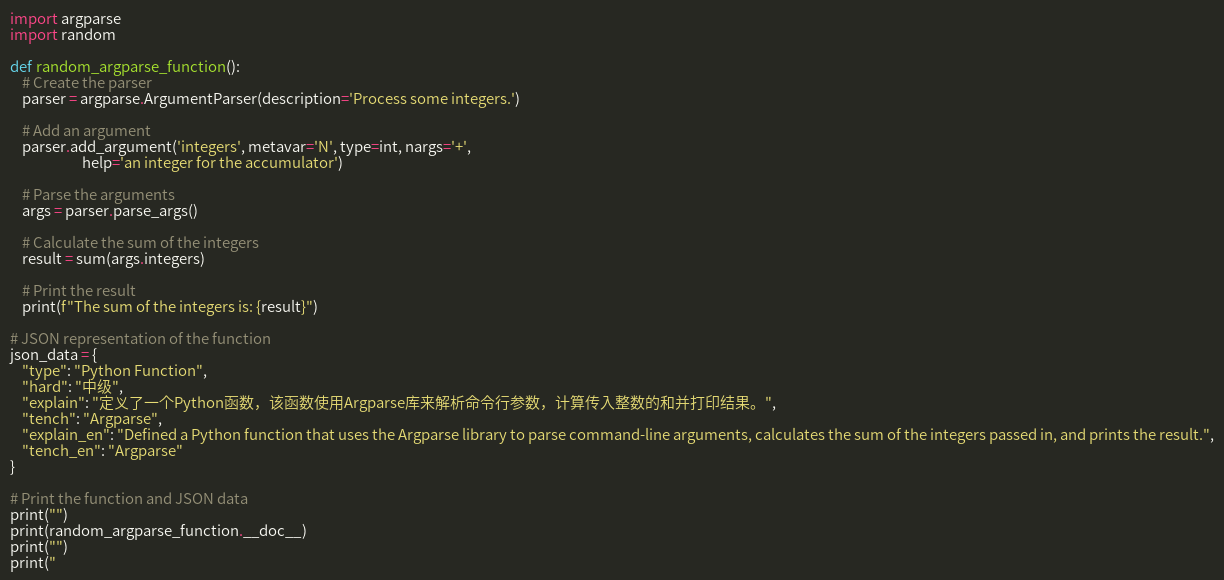 import argparse
import random

def random_argparse_function():
    # Create the parser
    parser = argparse.ArgumentParser(description='Process some integers.')

    # Add an argument
    parser.add_argument('integers', metavar='N', type=int, nargs='+',
                        help='an integer for the accumulator')

    # Parse the arguments
    args = parser.parse_args()

    # Calculate the sum of the integers
    result = sum(args.integers)

    # Print the result
    print(f"The sum of the integers is: {result}")

# JSON representation of the function
json_data = {
    "type": "Python Function",
    "hard": "中级",
    "explain": "定义了一个Python函数，该函数使用Argparse库来解析命令行参数，计算传入整数的和并打印结果。",
    "tench": "Argparse",
    "explain_en": "Defined a Python function that uses the Argparse library to parse command-line arguments, calculates the sum of the integers passed in, and prints the result.",
    "tench_en": "Argparse"
}

# Print the function and JSON data
print("")
print(random_argparse_function.__doc__)
print("")
print("